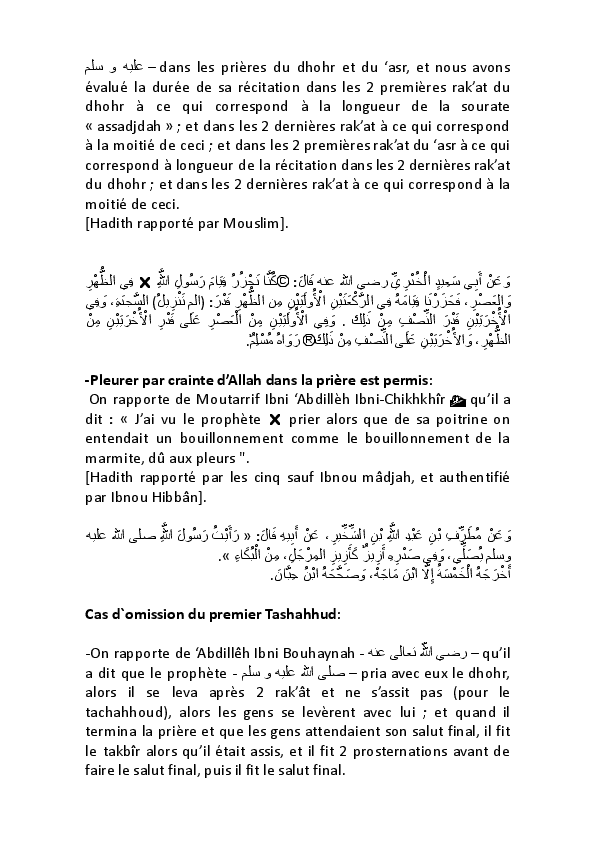 عليه و سلم – dans les prières du dhohr et du ‘asr, et nous avons
évalué la durée de sa récitation dans les 2 premières rak’at du
dhohr à ce qui correspond à la longueur de la sourate
« assadjdah » ; et dans les 2 dernières rak’at à ce qui correspond
à la moitié de ceci ; et dans les 2 premières rak’at du ‘asr à ce qui
correspond à longueur de la récitation dans les 2 dernières rak’at
du dhohr ; et dans les 2 dernières rak’at à ce qui correspond à la
moitié de ceci.
[Hadith rapporté par Mouslim].
وَعَنْ أَبِي سَعِيدٍ الْخُدْرِيِّ رضي الله عنه قَالَ: ©كُنَّا نَحْزُرُ قِيَامَ رَسُولِ اللَّهِ ✖ فِي الظُّهْرِ
وَالْعَصْرِ، فَحَزَرْنَا قِيَامَهُ فِي الرَّكْعَتَيْنِ الْأُولَيَيْنِ مِن الظُّهْرِ قَدْرَ: (الم تَنْزِيلُ) السَّجْدَةِ، وَفِي
الْأُخْرَيَيْنِ قَدْرَ النِّصْفِ مِنْ ذَلِكَ . وَفِي الْأُولَيَيْنِ مِنْ الْعَصْرِ عَلَى قَدْرِ الْأُخْرَيَيْنِ مِنْ
الظُّهْرِ، وَالْأُخْرَيَيْنِ عَلَى النِّصْفِ مِنْ ذَلِكَ® رَوَاهُ مُسْلِمٌ.
-Pleurer par crainte d’Allah dans la prière est permis:
On rapporte de Moutarrif Ibni ‘Abdillèh Ibni-Chikhkhîr qu’il a
dit : « J’ai vu le prophète ✖ prier alors que de sa poitrine on
entendait un bouillonnement comme le bouillonnement de la
marmite, dû aux pleurs ".
[Hadith rapporté par les cinq sauf Ibnou mâdjah, et authentifié
par Ibnou Hibbân].
وَعَنْ مُطَرِّفِ بْنِ عَبْدِ اللَّهِ بْنِ الشِّخِّيرِ، عَنْ أَبِيهِ قَالَ: « رَأَيْتُ رَسُولَ اللَّهِ صلى الله عليه
وسلم يُصَلِّي، وَفِي صَدْرِهِ أَزِيزٌ كَأَزِيزِ المِرْجَلِ، مِنْ الْبُكَاءِ ».
أَخْرَجَهُ الْخَمْسَةُ إِلَّا ابْنَ مَاجَهْ، وَصَحَّحَهُ ابْنُ حِبَّانَ.
Cas d`omission du premier Tashahhud:
-On rapporte de ‘Abdillêh Ibni Bouhaynah - رضي الله تعالى عنه – qu’il
a dit que le prophète - صلى الله عليه و سلم – pria avec eux le dhohr,
alors il se leva après 2 rak’ât et ne s’assit pas (pour le
tachahhoud), alors les gens se levèrent avec lui ; et quand il
termina la prière et que les gens attendaient son salut final, il fit
le takbîr alors qu’il était assis, et il fit 2 prosternations avant de
faire le salut final, puis il fit le salut final.